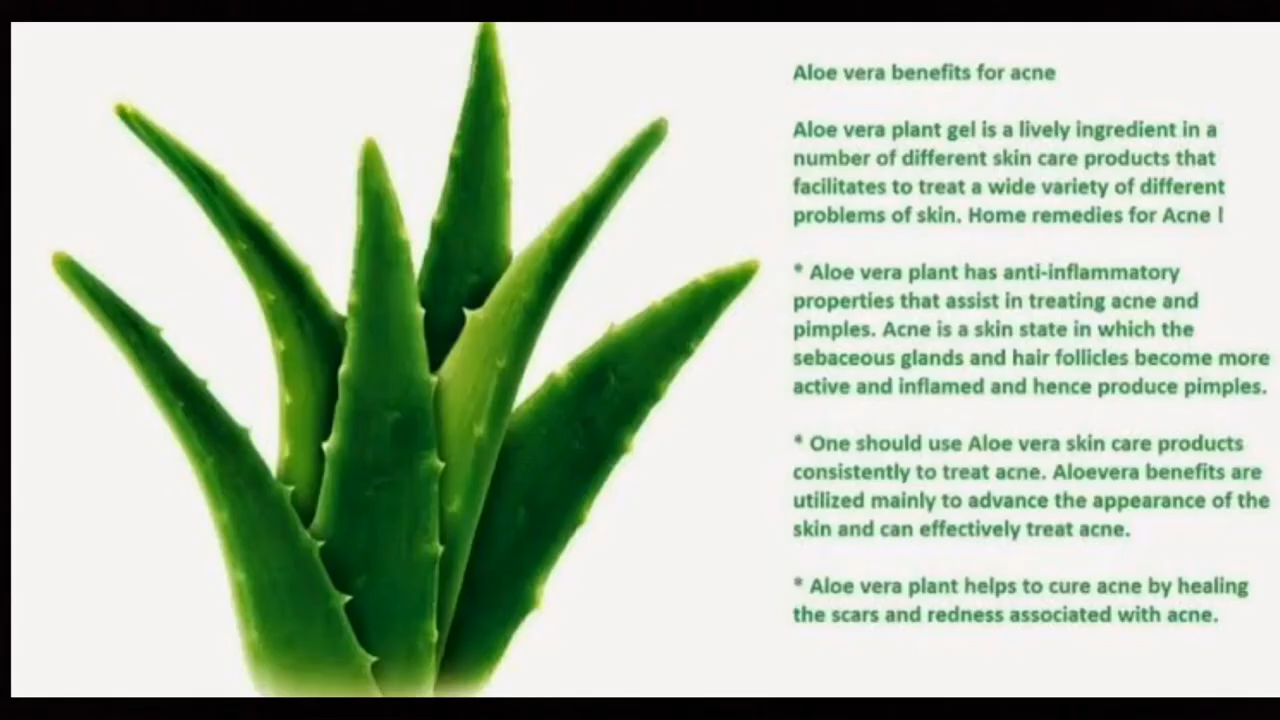 Aloe vera benefits for acne
Aloe vera plant gel is a lively ingredient in a
number of different skin care products that
facilitates to treat a wide variety of different
problems of skin. Home remedies for Acne l
* Aloe vera plant has anti-inflammatory
properties that assist in treating acne and
pimples. Acne is a skin state in which the
sebaceous glands and hair follicles become more
active and inflamed and hence produce pimples.
* One should use Aloe vera skin care products
consistently to treat acne. Aloevera benefits are
utilized mainly to advance the appearance of the
skin and can effectively treat acne.
* Aloe vera plant helps to cure acne by healing
the scars and redness associated with acne.